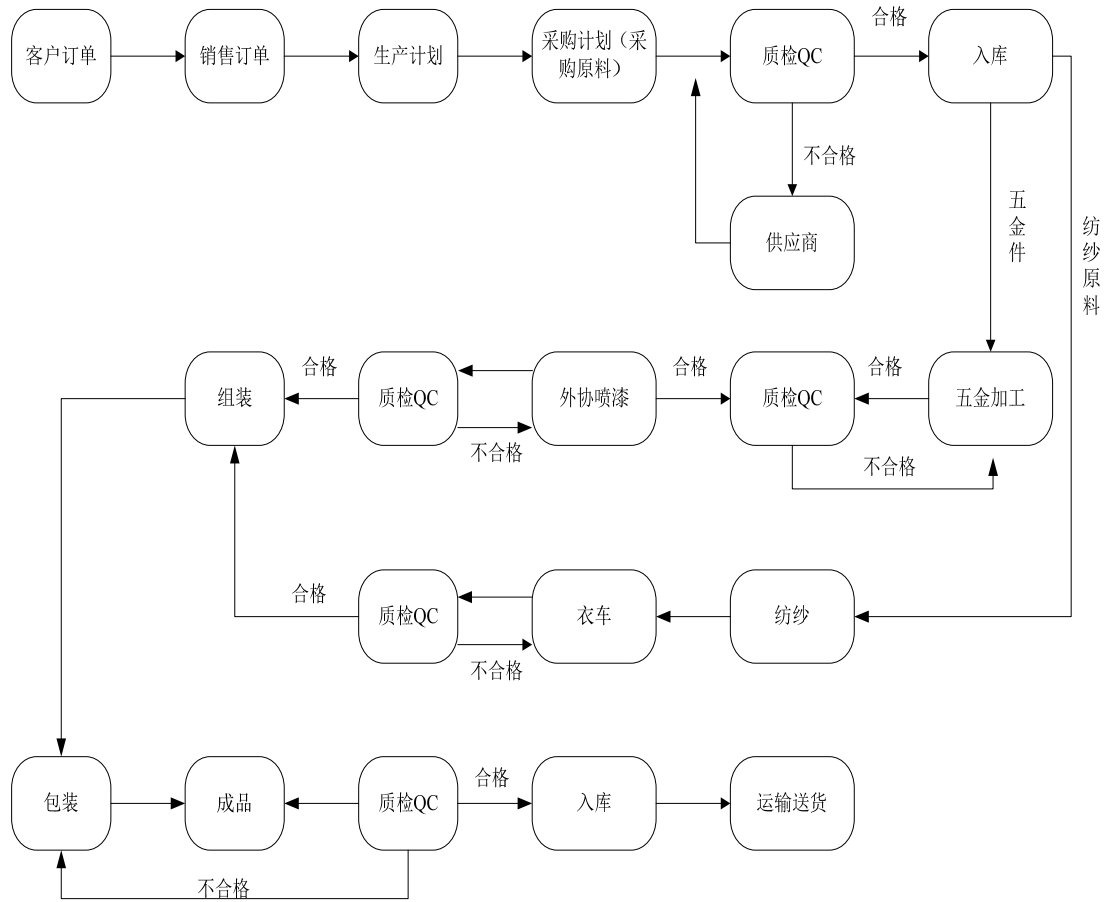 客户订单
销售订单
生产计划
采购计划（采
购原料）
质检QC
合格
入库
不合格
供应商
五金件
纺纱原料
组装
合格
质检QC
不合格
外协喷漆
合格
质检QC
合格
五金加工
不合格
合格
质检QC
不合格
衣车
纺纱
包装
成品
质检QC
合格
入库
运输送货
不合格